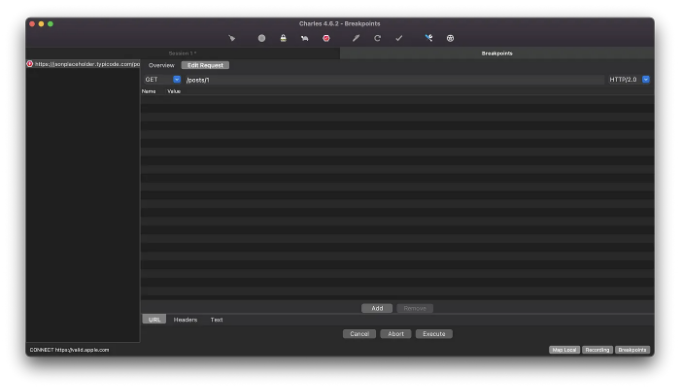 Charles 4.6.2 - Breakpoints
Session 1 *
Breakpoints
https://jsonplaceholder.typicode.com/po
Overview
Edit Request
GET
/posts/1
HTTP/2.0
Name
Value
Add
Remove
URL
Headers
Text
Cancel
Abort
Execute
CONNECT https://valid.apple.com
Map Local
Recording
Breakpoints